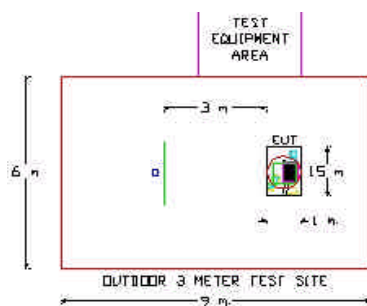 TEST
EQUIPMENT
AREA
3 m
EUT
6 m
1.5 m
1 m.
OUTDOOR 3 METER TEST SITE
9 m.